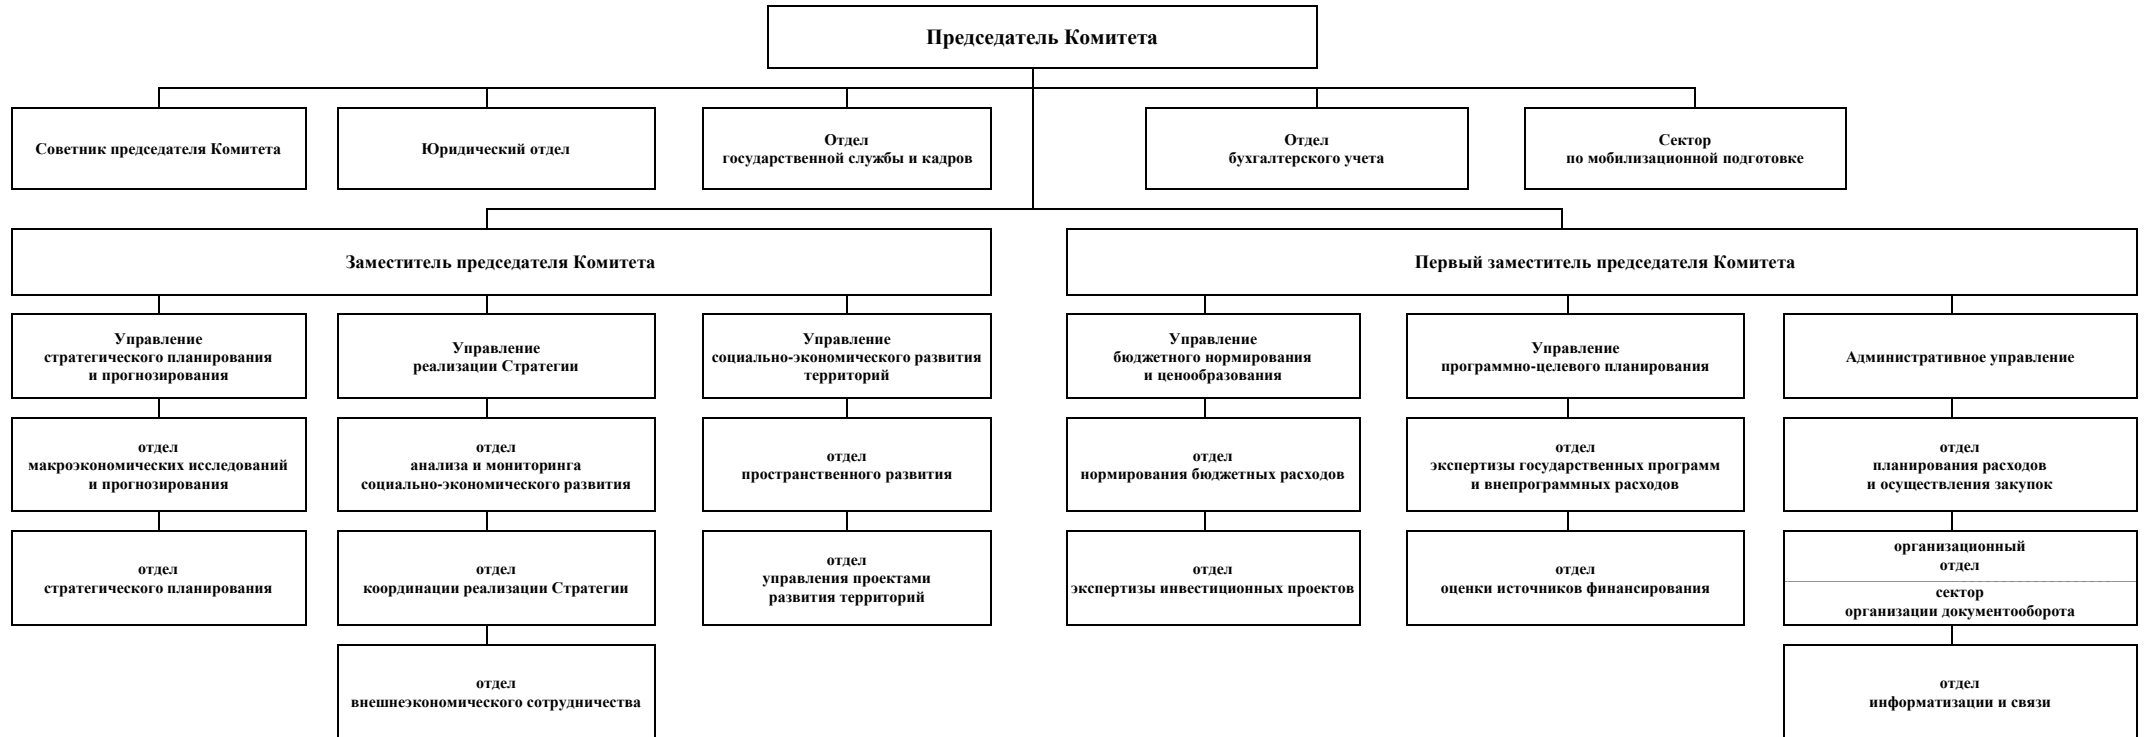 Председатель Комитета
Советник председателя Комитета
Юридический отдел
Отдел
государственной службы и кадров
Отдел
бухгалтерского учета
Сектор
по мобилизационной подготовке
Заместитель председателя Комитета
Первый заместитель председателя Комитета
Управление
стратегического планирования
и прогнозирования
Управление
реализации Стратегии
Управление
социально-экономического развития
территорий
Управление
бюджетного нормирования
и ценообразования
Управление
программно-целевого планирования
Административное управление
отдел
макроэкономических исследований
и прогнозирования
отдел
анализа и мониторинга
социально-экономического развития
отдел
пространственного развития
отдел
нормирования бюджетных расходов
отдел
экспертизы государственных программ
и внепрограммных расходов
отдел
планирования расходов
и осуществления закупок
отдел
стратегического планирования
отдел
координации реализации Стратегии
отдел
управления проектами
развития территорий
отдел
экспертизы инвестиционных проектов
отдел
оценки источников финансирования
организационный
отдел
сектор
организации документооборота
отдел
внешнеэкономического сотрудничества
отдел
информатизации и связи